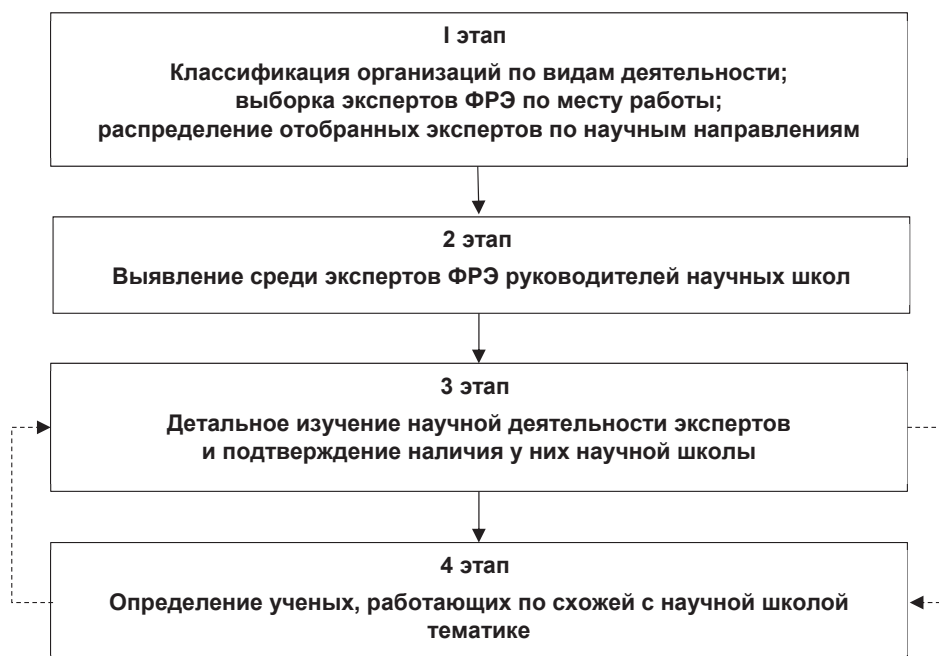 I этап
Классификация организаций по видам деятельности;
выборка экспертов ФРЭ по месту работы;
распределение отобранных экспертов по научным направлениям
2 этап
Выявление среди экспертов ФРЭ руководителей научных школ
3 этап
Детальное изучение научной деятельности экспертов
и подтверждение наличия у них научной школы
4 этап
Определение ученых, работающих по схожей с научной школой
тематике